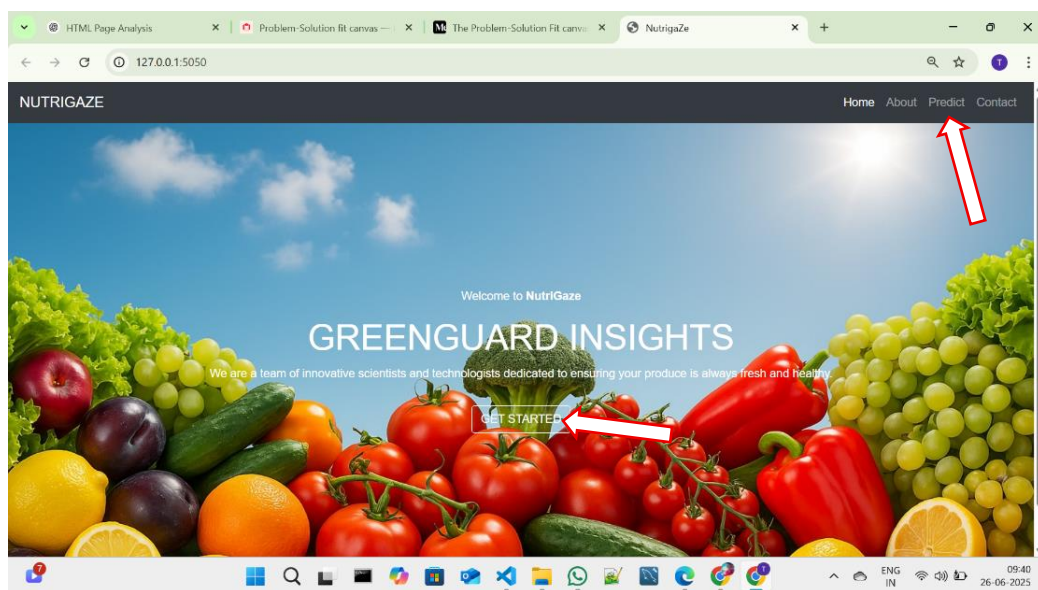 HTML Page Analysis
Problem-Solution fit canvas —
The Problem-Solution Fit canva
NutrigaZe
127.0.0.1:5050
T
NUTRIGAZE
Home About Predict Contact
Welcome to NutriGaze
GREENGUARD INSIGHTS
We are a team of innovative scientists and technologists dedicated to ensuring your produce is always fresh and healthy.
GET STARTED
7
ENG
IN
09:40
26-06-2025